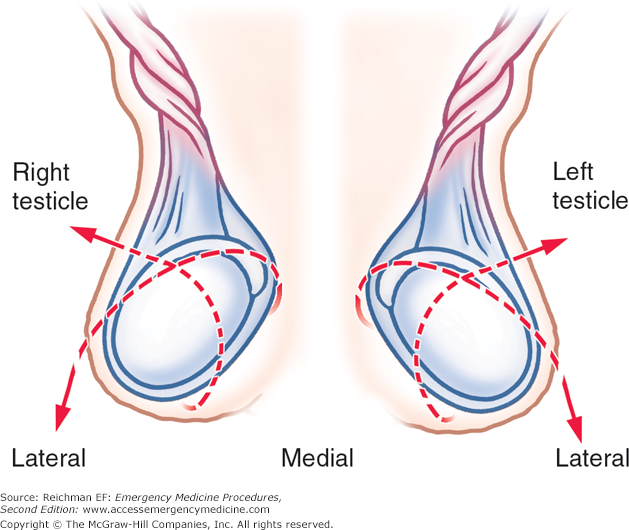 Right
testicle
Left
testicle
Lateral
Medial
Lateral
Source: Reichman EF: Emergency Medicine Procedures,
Second Edition: www.accessemergencymedicine.com
Copyright © The McGraw-Hill Companies, Inc. All rights reserved.